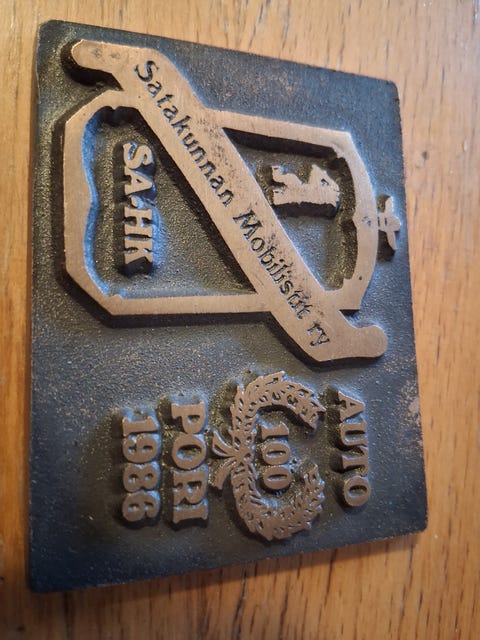 Satakunnan Mobilistit ry
SA-HK
AUTO
100
PORI
1986